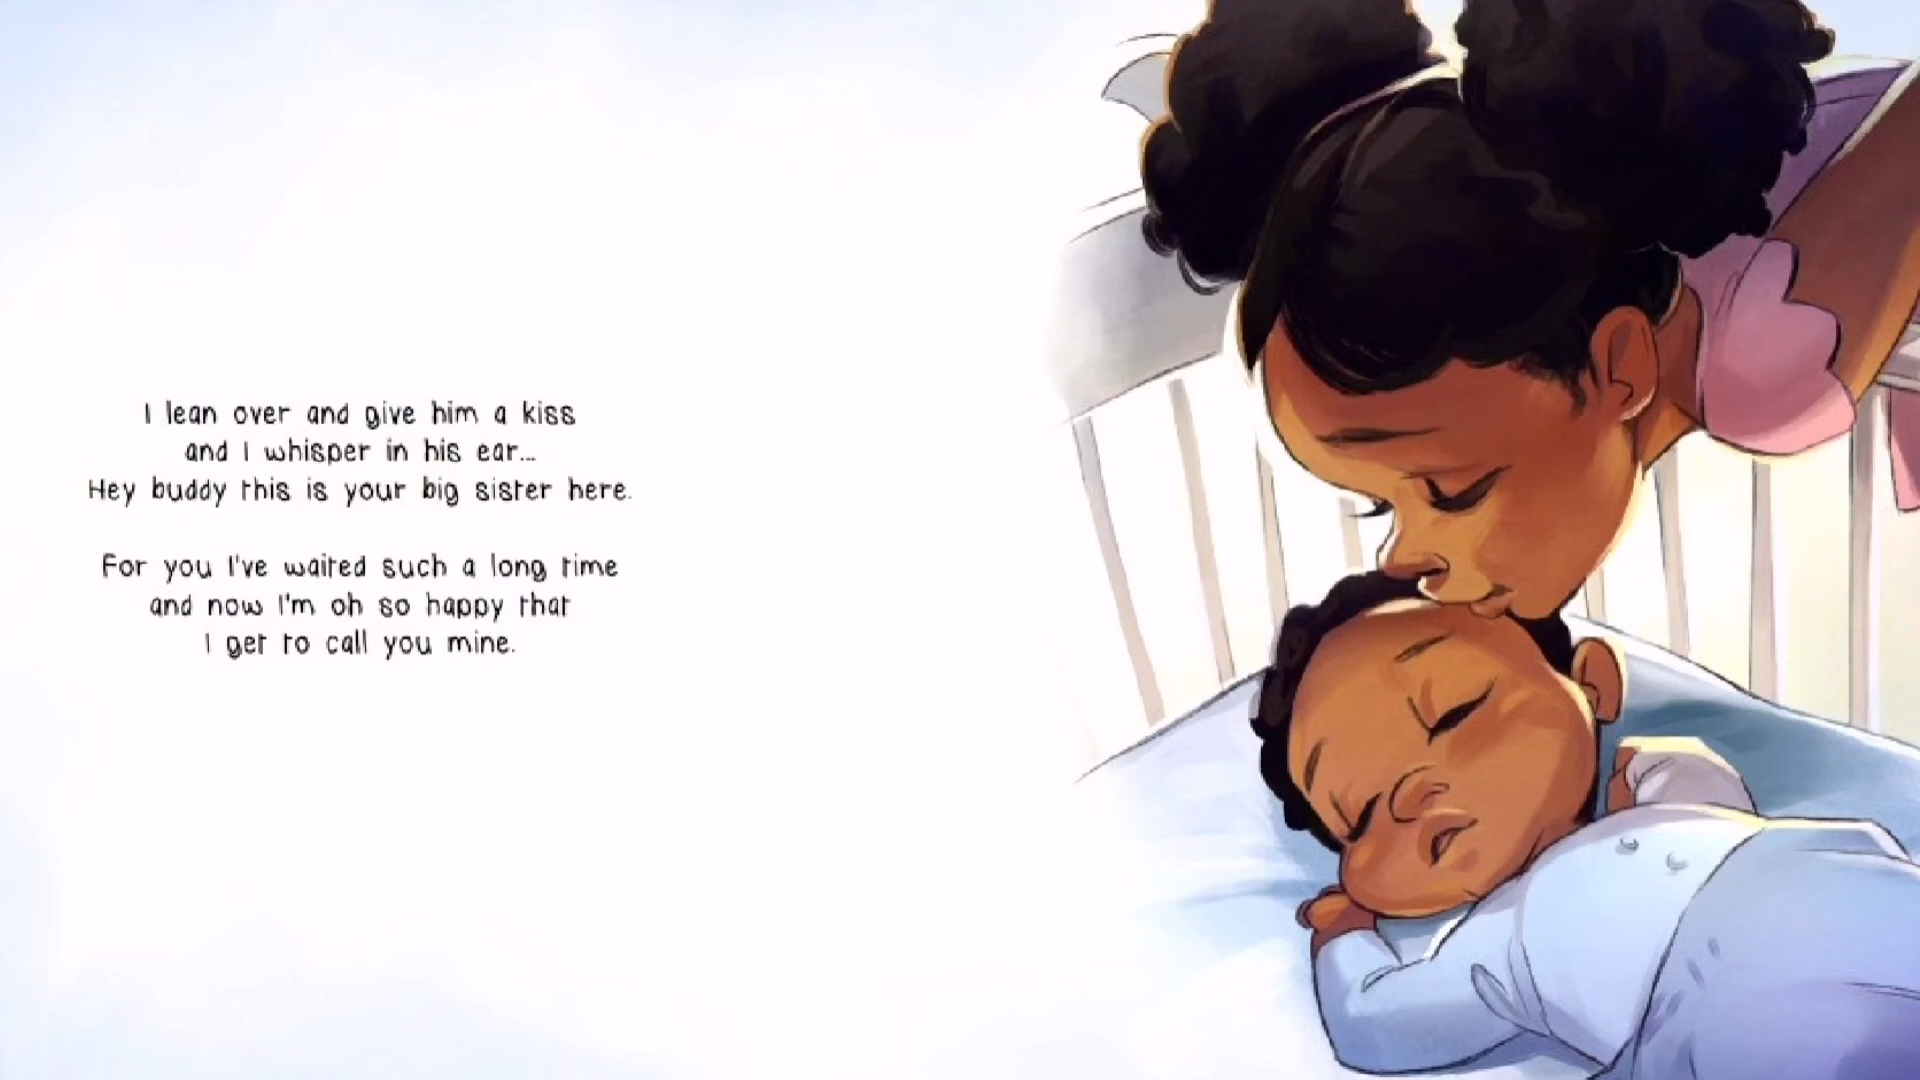 I lean over and give him a kiss
and I whisper in his ear...
Hey buddy this is your big sister here.
For you I've waited such a long time
and now I'm oh so happy that
I get to call you mine.